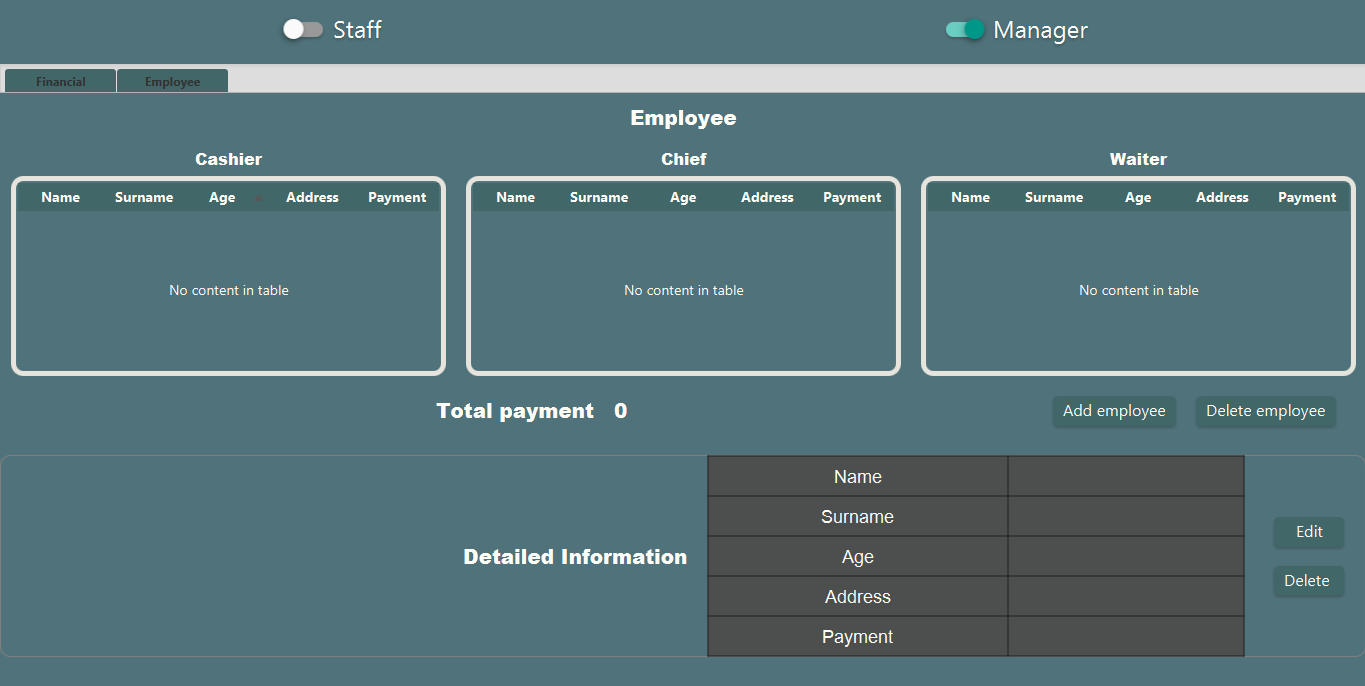 Staff Manager
Financial Employee
Employee
Cashier Chief Waiter
Name Surname Age Address Payment Name Surname Age Address Payment Name Surname Age Address Payment
No content in table No content in table No content in table
Total payment 0 Add employee Delete employee
Name
Surname
Edit
Detailed Information Age
Delete
Address
Payment